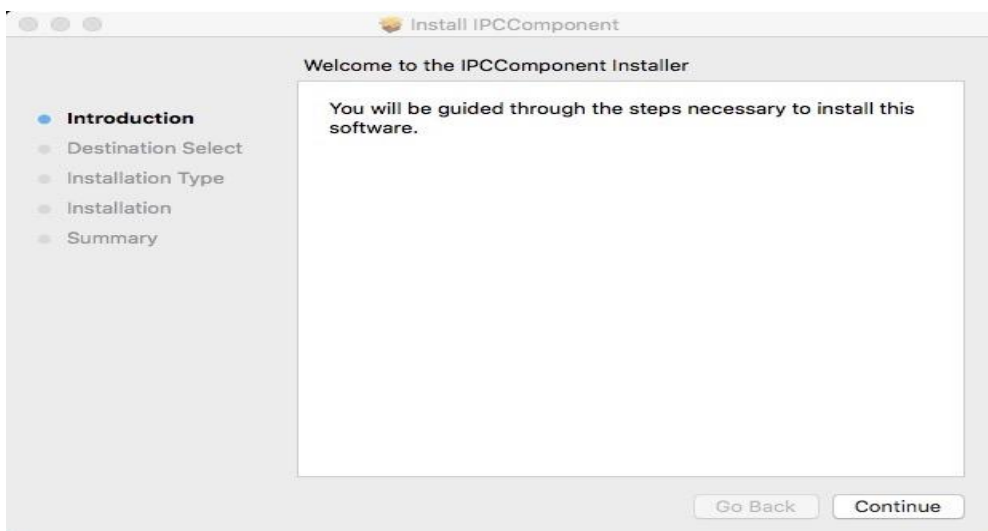 Install IPCComponent
Welcome to the IPCComponent Installer
Introduction
Destination Select
Installation Type
Installation
Summary
You will be guided through the steps necessary to install this
software.
Go Back
Continue